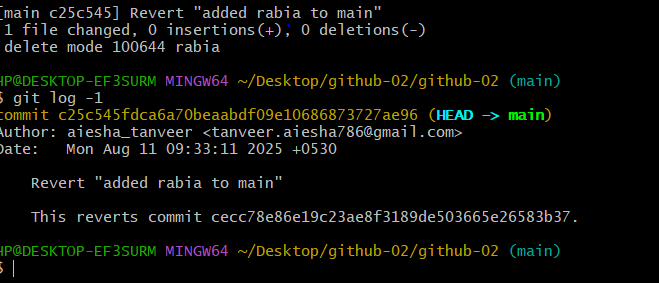 [main c25c545] Revert "added rabia to main"
1 file changed, 0 insertions(+), 0 deletions(-)
delete mode 100644 rabia
HP@DESKTOP-EF3SURM MINGW64 ~/Desktop/github-02/github-02 (main)
$ git log -1
commit c25c545fdca6a70beaabdf09e10686873727ae96 (HEAD -> main)
Author: aiesha_tanveer <tanveer.aiesha786@gmail.com>
Date:   Mon Aug 11 09:33:11 2025 +0530
Revert "added rabia to main"
This reverts commit cecc78e86e19c23ae8f3189de503665e26583b37.
HP@DESKTOP-EF3SURM MINGW64 ~/Desktop/github-02/github-02 (main)
$